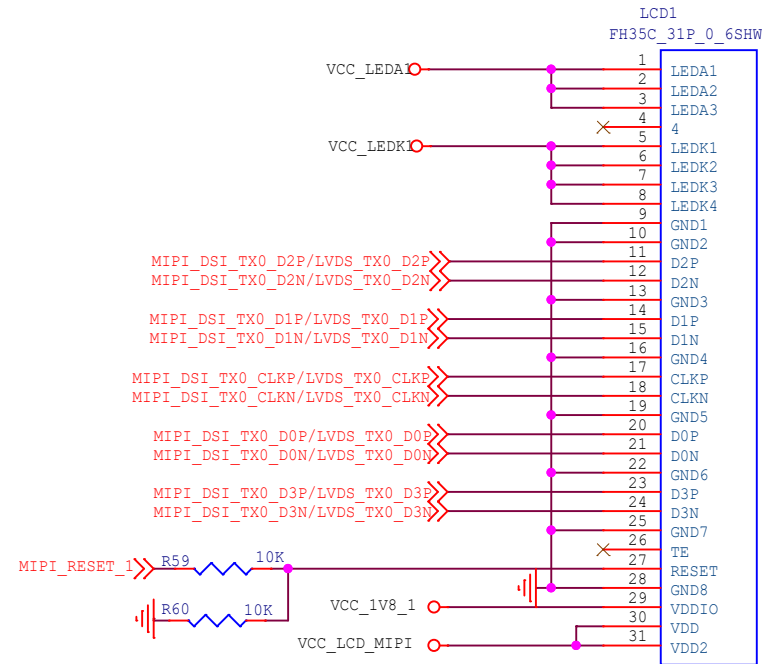 LCD1
FH35C_31P_0_6SHW
VCC_LEDA1 1 LEDA1
2 LEDA2
3 LEDA3
4 4
VCC_LEDK1 5 LEDK1
6 LEDK2
7 LEDK3
8 LEDK4
9 GND1
10 GND2
MIPI_DSI_TX0_D2P/LVDS_TX0_D2P 11 D2P
MIPI_DSI_TX0_D2N/LVDS_TX0_D2N 12 D2N
13 GND3
MIPI_DSI_TX0_D1P/LVDS_TX0_D1P 14 D1P
MIPI_DSI_TX0_D1N/LVDS_TX0_D1N 15 D1N
16 GND4
MIPI_DSI_TX0_CLKP/LVDS_TX0_CLKP 17 CLKP
MIPI_DSI_TX0_CLKN/LVDS_TX0_CLKN 18 CLKN
19 GND5
MIPI_DSI_TX0_D0P/LVDS_TX0_D0P 20 D0P
MIPI_DSI_TX0_D0N/LVDS_TX0_D0N 21 D0N
22 GND6
MIPI_DSI_TX0_D3P/LVDS_TX0_D3P 23 D3P
MIPI_DSI_TX0_D3N/LVDS_TX0_D3N 24 D3N
25 GND7
26 TE
MIPI_RESET_1 R59 10K 27 RESET
28 GND8
R60 10K VCC_1V8_1 29 VDDIO
30 VDD
VCC_LCD_MIPI 31 VDD2